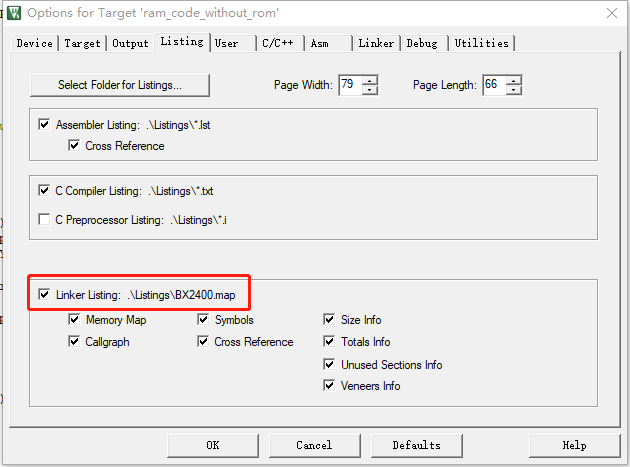 Options for Target 'ram_code_without_rom'
Device Target Output Listing User C/C++ Asm Linker Debug Utilities
Select Folder for Listings... Page Width: 79 Page Length: 66
Assembler Listing: .\Listings\*.lst
Cross Reference
C Compiler Listing: .\Listings\*.txt
C Preprocessor Listing: .\Listings\*.i
Linker Listing: .\Listings\BX2400.map
Memory Map Symbols Size Info
Callgraph Cross Reference Totals Info
Unused Sections Info
Veneers Info
OK Cancel Defaults Help